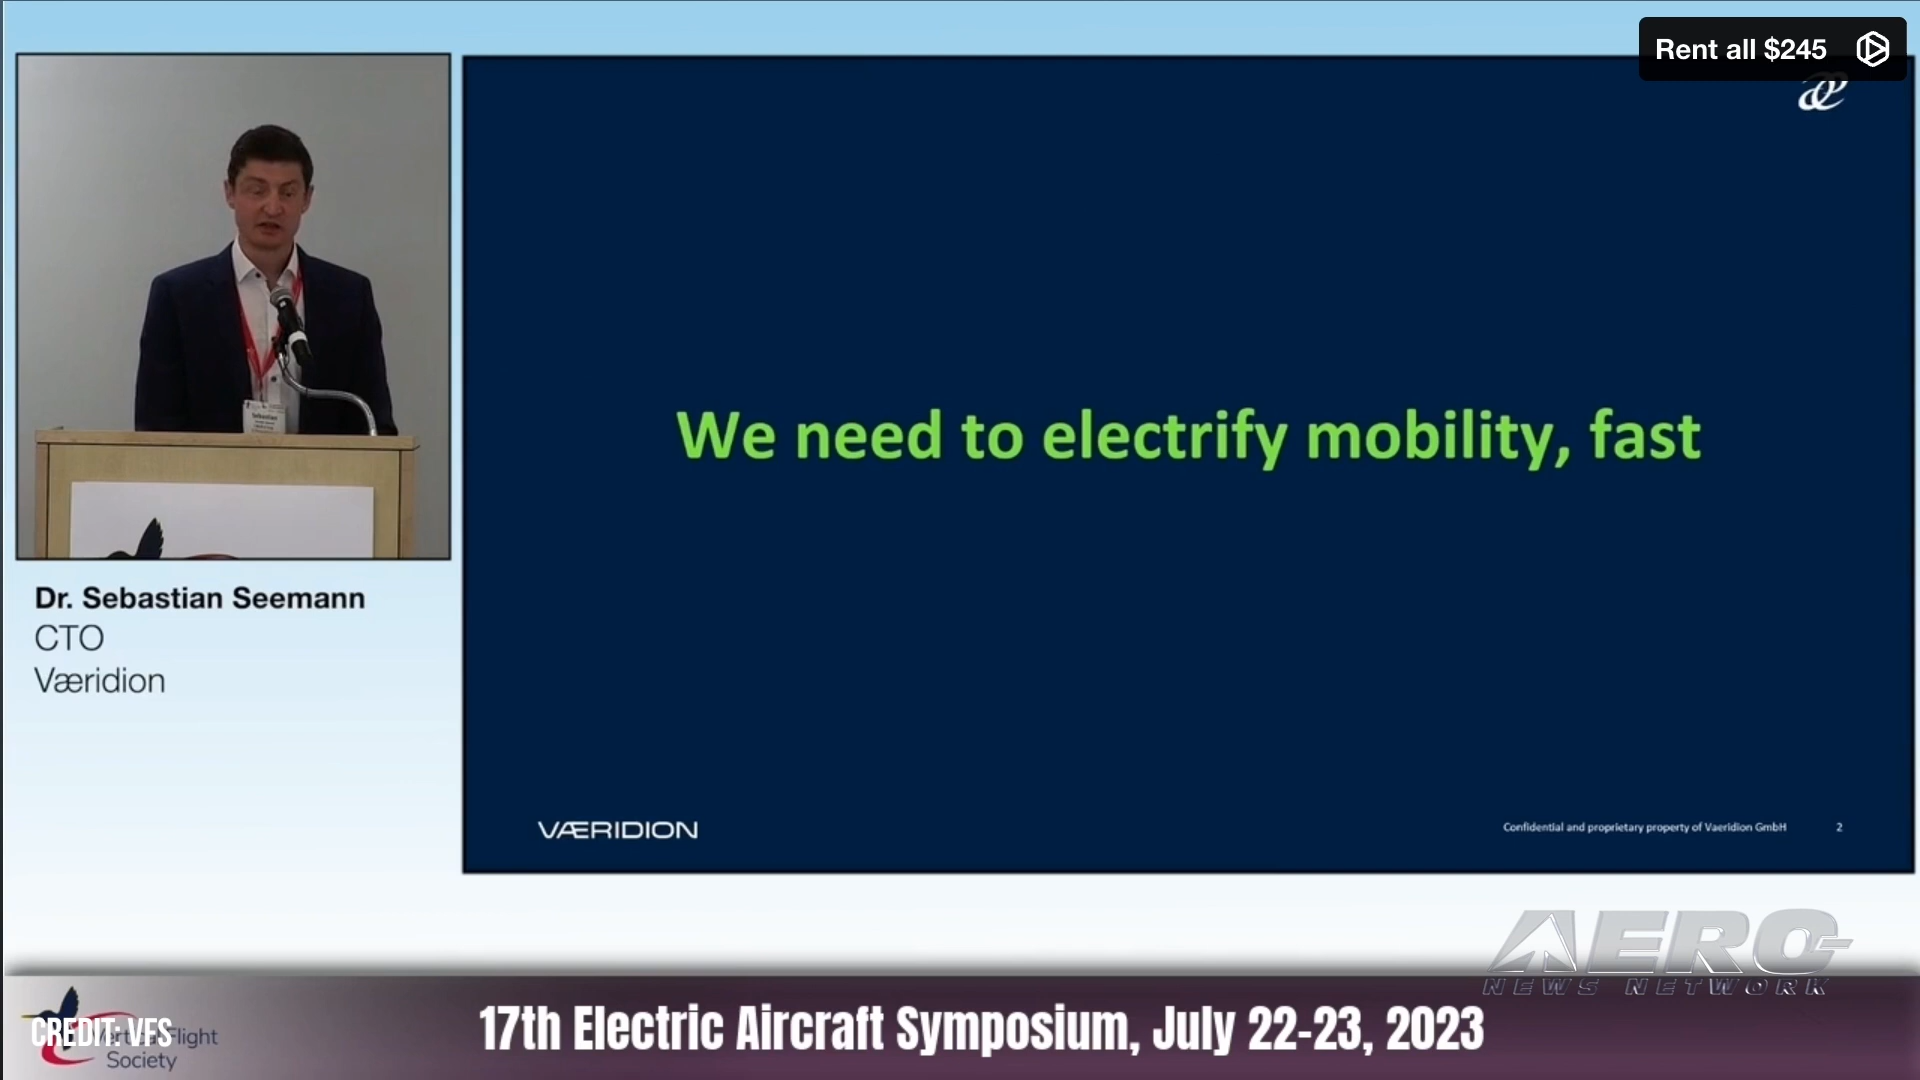 Rent all $245
We need to electrify mobility, fast
Sebastian
Dr. Sebastian Seemann
CTO
Væridion
VÆRIDION
Confidential and proprietary property of Vaeridion GmbH 2
AERO-
NEWS NETWORK
CREDIT: VFS
Vertical Flight
Society
17th Electric Aircraft Symposium, July 22-23, 2023